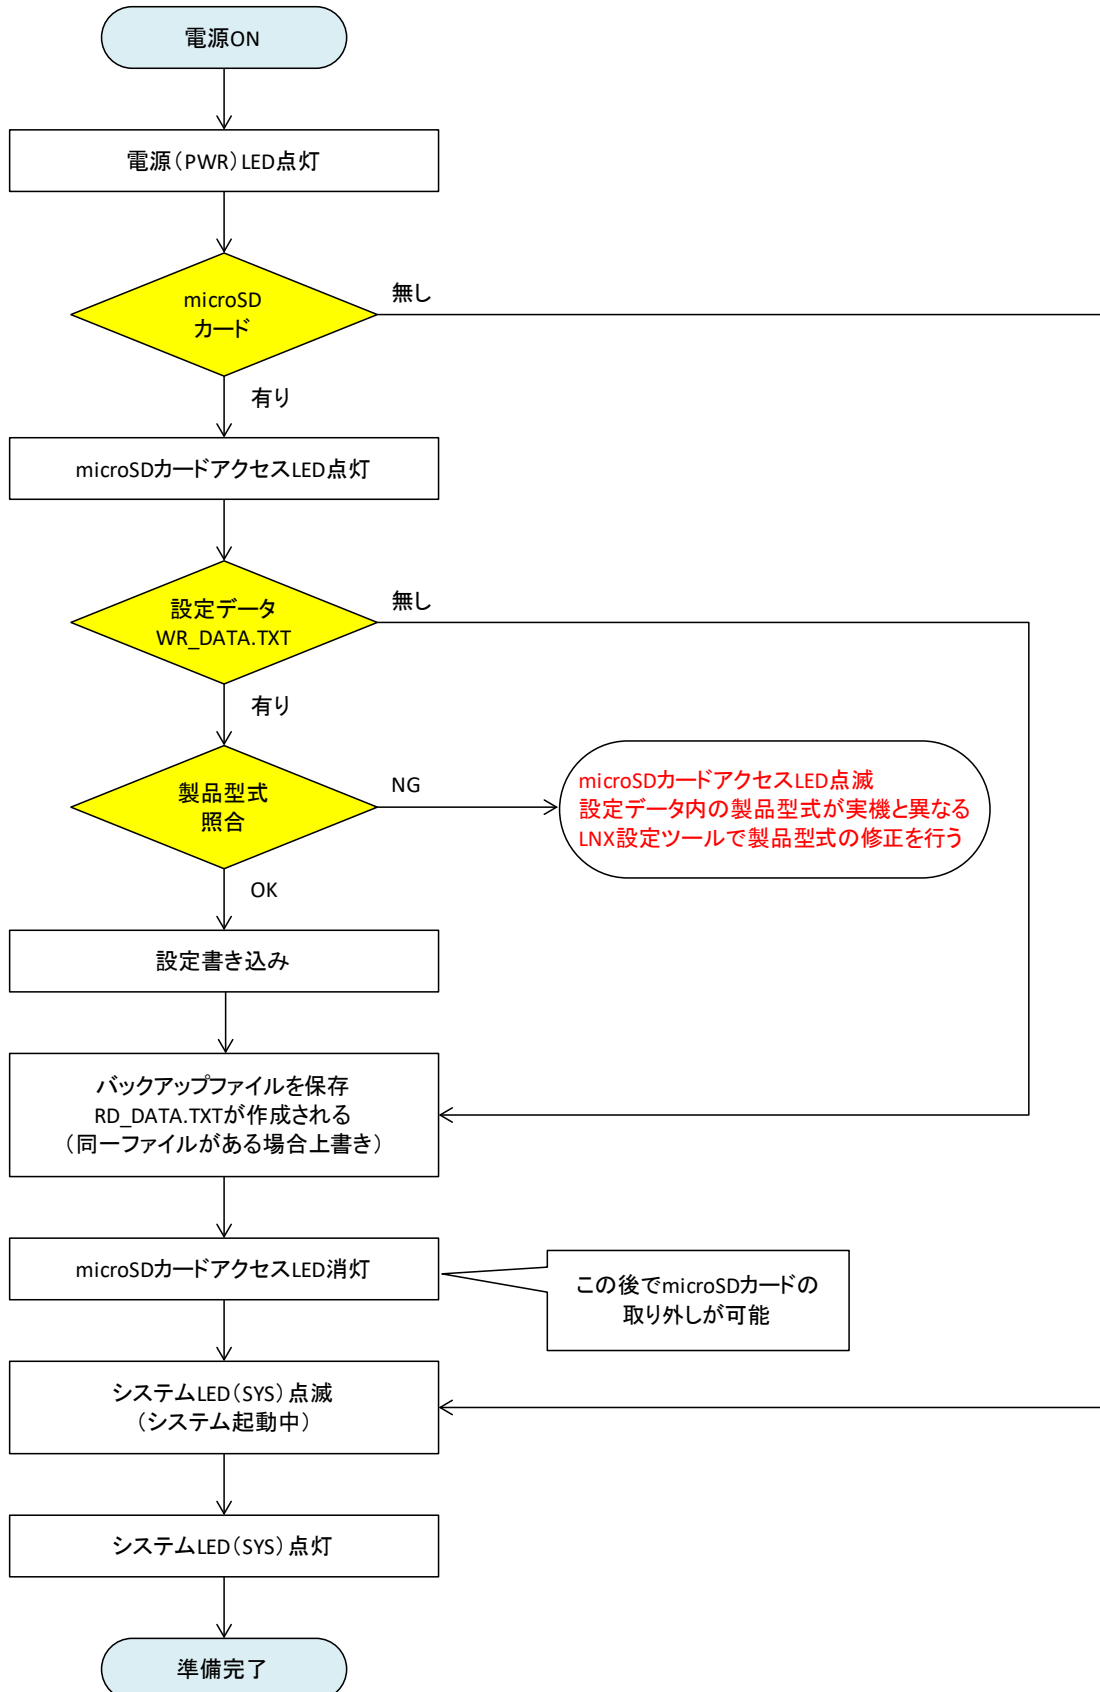 電源ON
電源（PWR）LED点灯
microSD
カード
無し
有り
microSDカードアクセスLED点灯
設定データ
WR_DATA.TXT
無し
有り
製品型式
照合
NG
microSDカードアクセスLED点滅
設定データ内の製品型式が実機と異なる
LNX設定ツールで製品型式の修正を行う
OK
設定書き込み
バックアップファイルを保存
RD_DATA.TXTが作成される
（同一ファイルがある場合上書き）
microSDカードアクセスLED消灯
この後でmicroSDカードの
取り外しが可能
システムLED（SYS）点滅
（システム起動中）
システムLED（SYS）点灯
準備完了